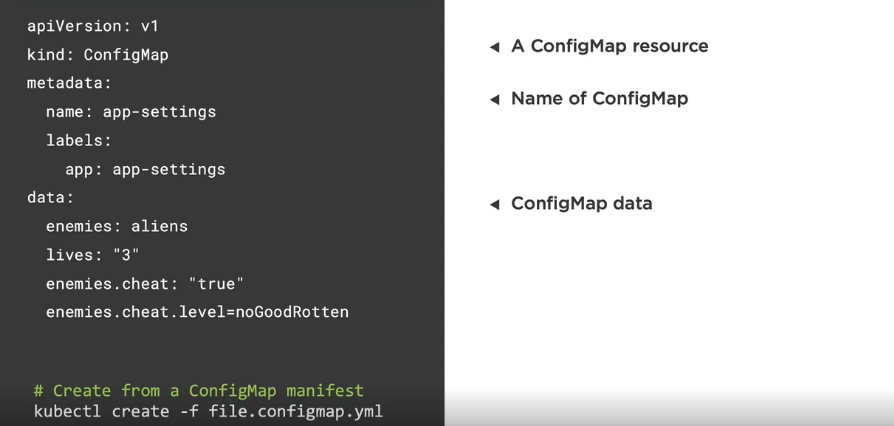 apiVersion: v1
kind: ConfigMap
metadata:
  name: app-settings
  labels:
    app: app-settings
data:
  enemies: aliens
  lives: "3"
  enemies.cheat: "true"
  enemies.cheat.level=noGoodRotten
# Create from a ConfigMap manifest
kubectl create -f file.configmap.yml
◄ A ConfigMap resource
◄ Name of ConfigMap
◄ ConfigMap data